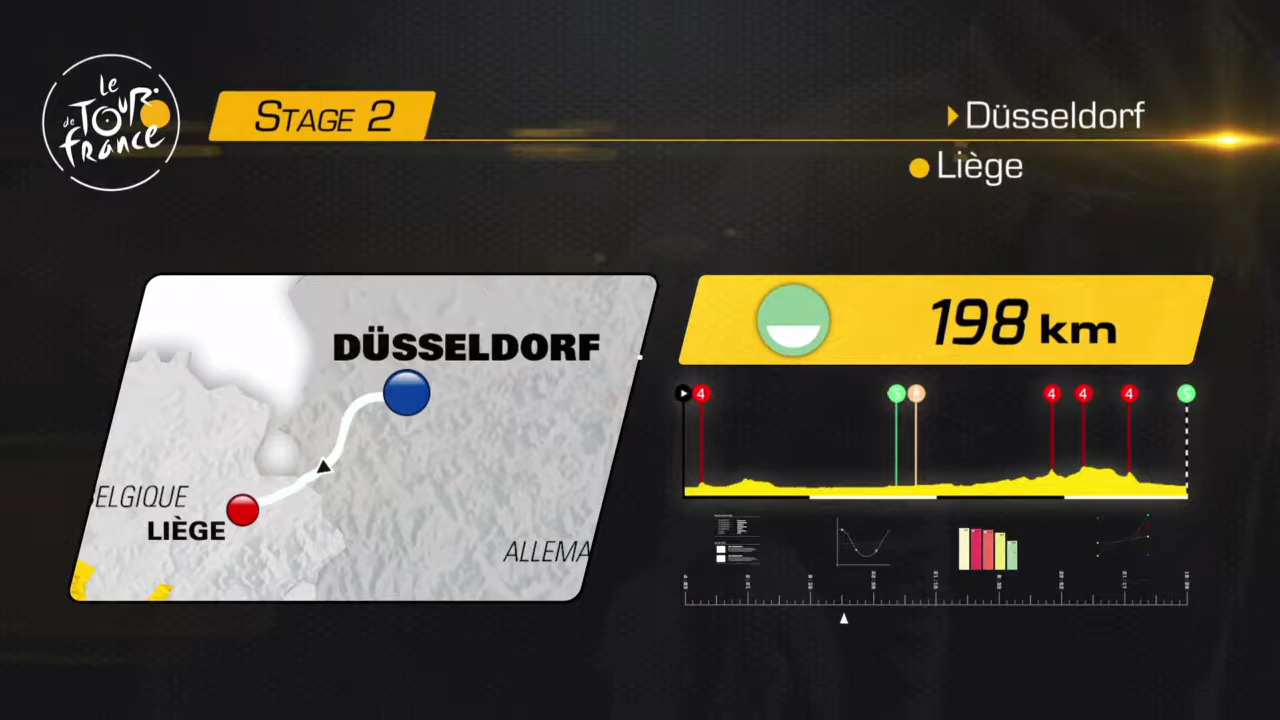 Le
TOUR
de
France
STAGE 2
Düsseldorf
Liège
DÜSSELDORF
ELGIQUE
LIÈGE
ALLEMA
198 km
4
S
4
4
4
S